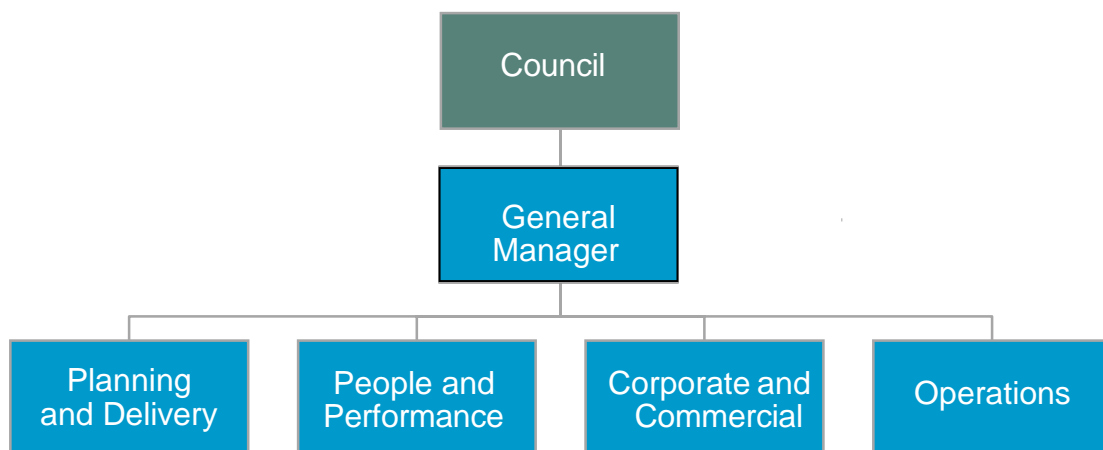 Council
General
Manager
Planning
and Delivery
People and
Performance
Corporate and
Commercial
Operations